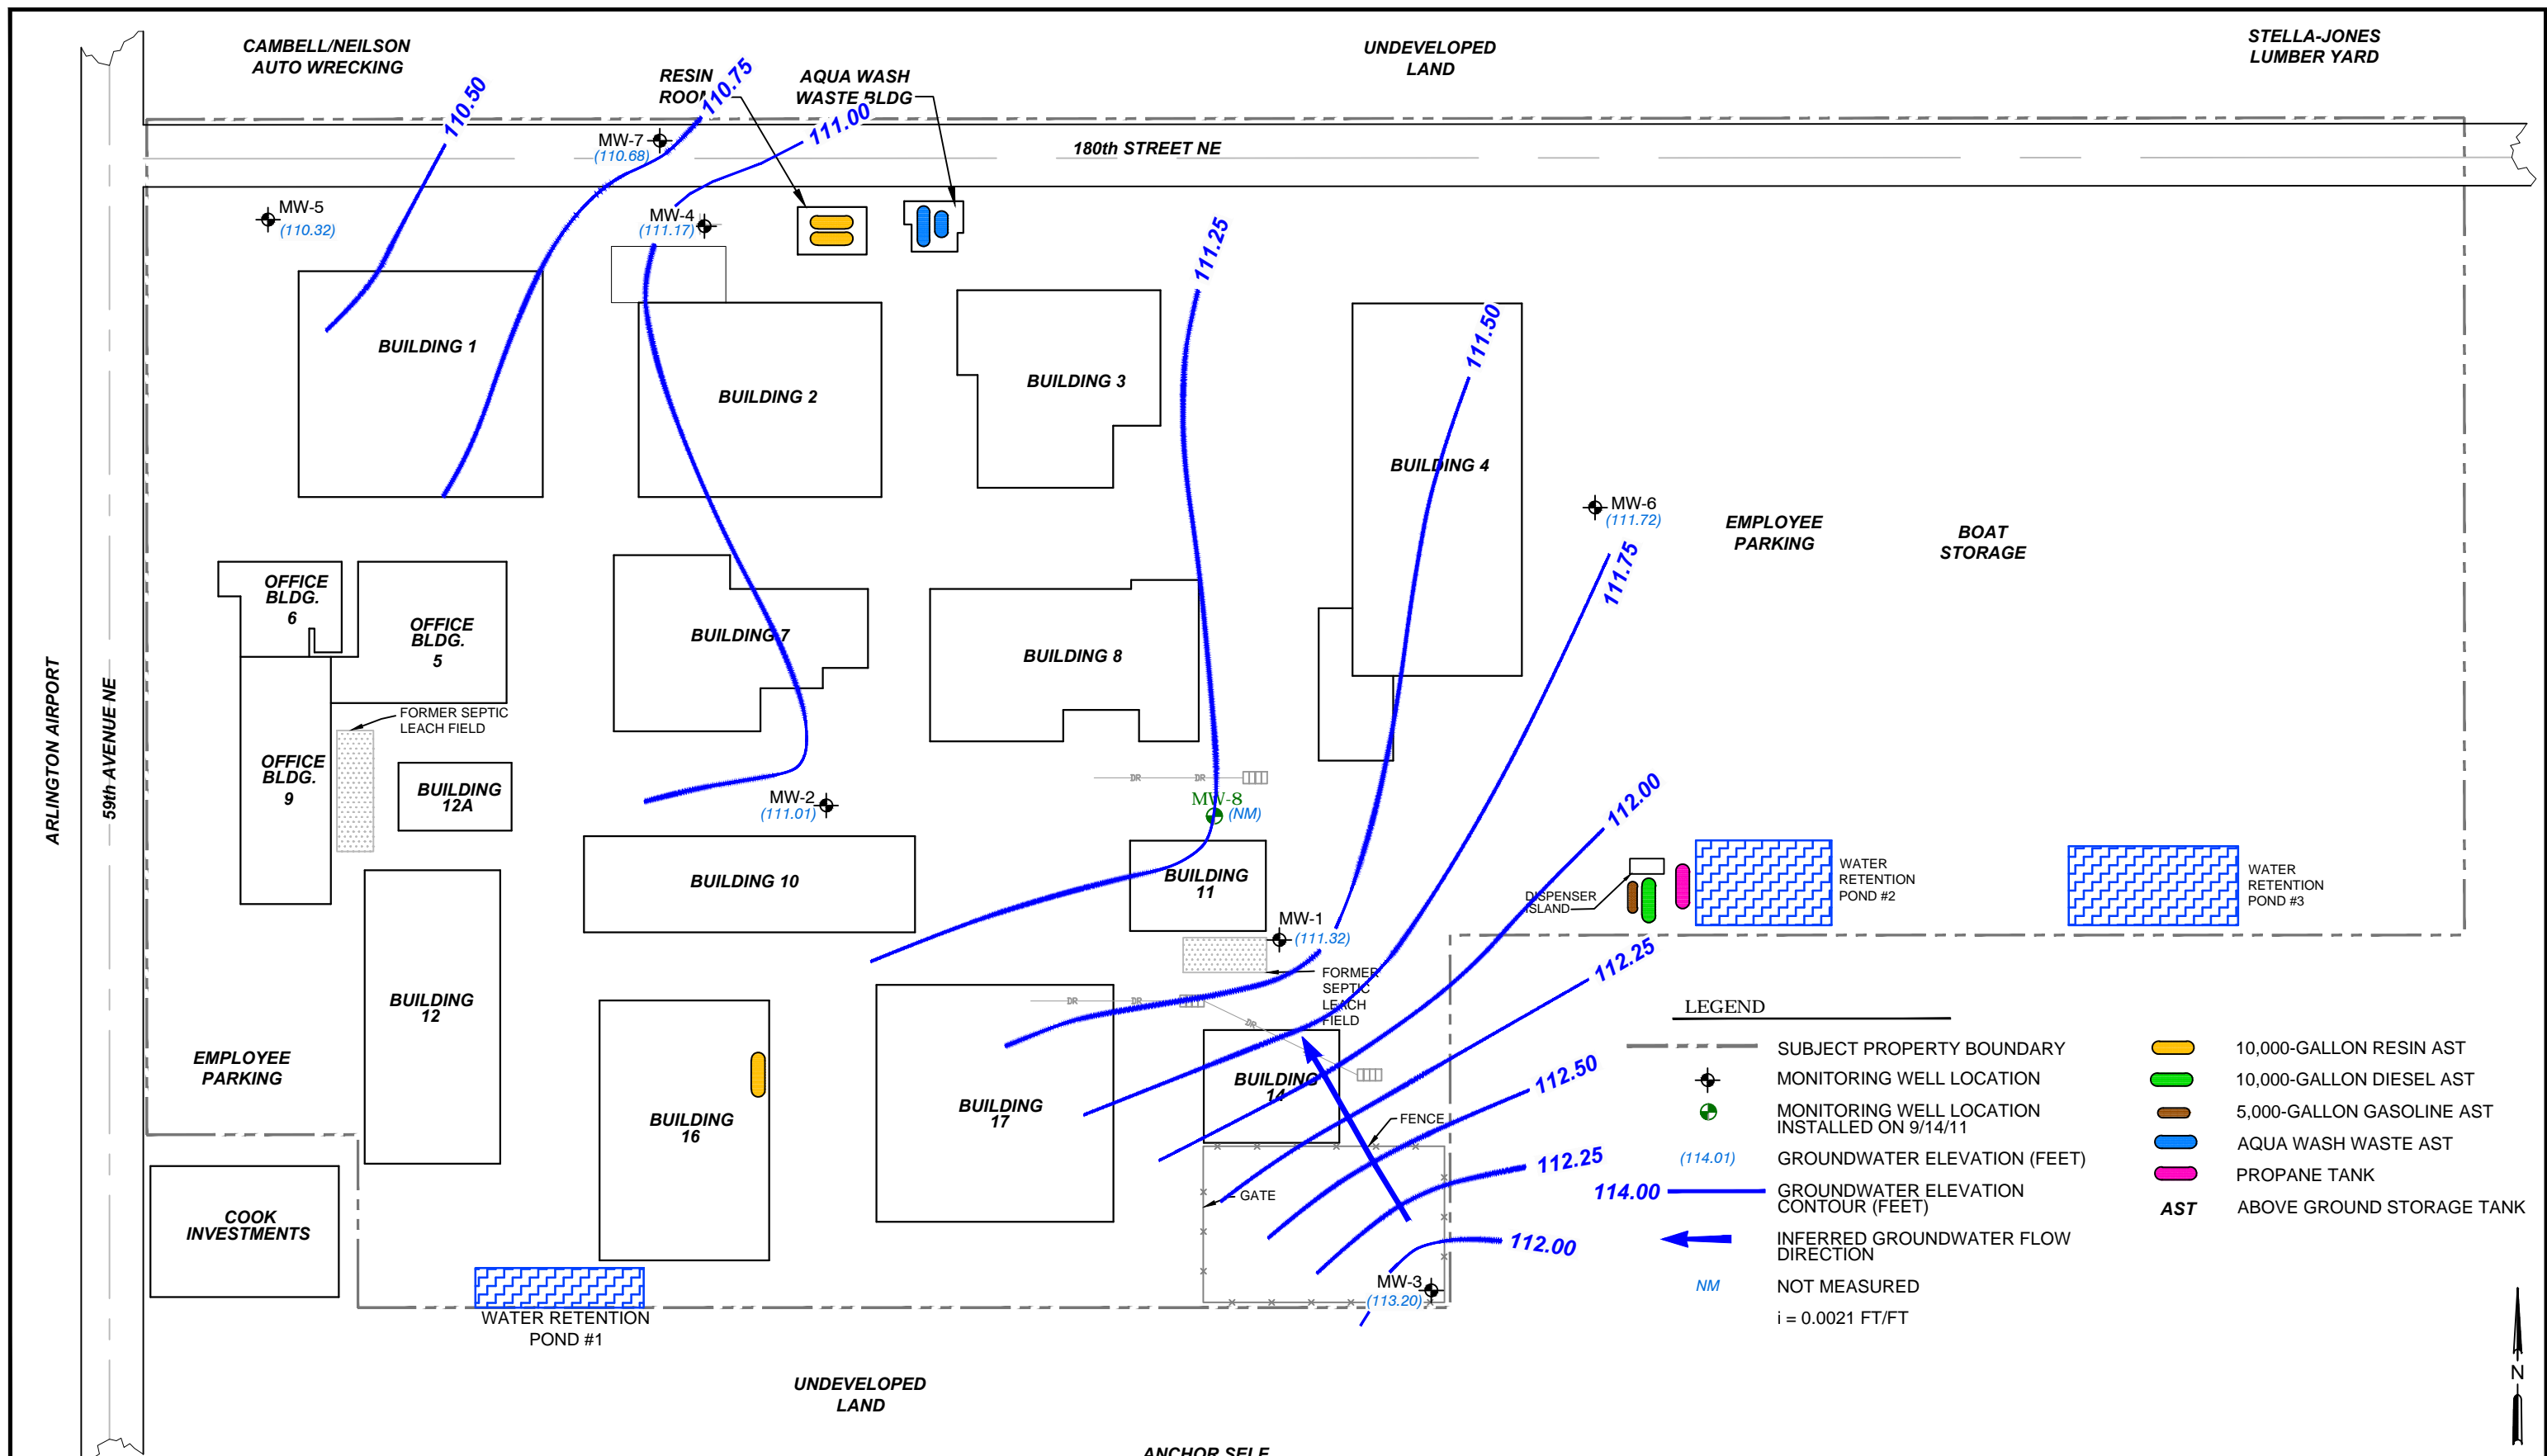 CAMBELL/NEILSON
AUTO WRECKING
UNDEVELOPED
LAND
STELLA-JONES
LUMBER YARD
RESIN
ROOM
AQUA WASH
WASTE BLDG
110.50
110.75
111.00
MW-7
(110.68)
180th STREET NE
MW-5
(110.32)
MW-4
(111.17)
111.25
111.50
BUILDING 1
BUILDING 2
BUILDING 3
BUILDING 4
MW-6
(111.72)
111.75
EMPLOYEE
PARKING
BOAT
STORAGE
OFFICE
BLDG.
6
OFFICE
BLDG.
5
BUILDING 7
BUILDING 8
ARLINGTON AIRPORT
59th AVENUE NE
FORMER SEPTIC
LEACH FIELD
OFFICE
BLDG.
9
BUILDING
12A
MW-2
(111.01)
DR
DR
MW-8
(NM)
112.00
BUILDING 10
BUILDING
11
DISPENSER
ISLAND
WATER
RETENTION
POND #2
WATER
RETENTION
POND #3
MW-1
(111.32)
FORMER
SEPTIC
LEACH
FIELD
112.25
BUILDING
12
DR
DR
DR
EMPLOYEE
PARKING
BUILDING
16
BUILDING
17
BUILDING
14
112.50
FENCE
112.25
GATE
112.00
MW-3
(113.20)
COOK
INVESTMENTS
WATER RETENTION
POND #1
UNDEVELOPED
LAND
ANCHOR SELF
LEGEND
SUBJECT PROPERTY BOUNDARY
MONITORING WELL LOCATION
MONITORING WELL LOCATION
INSTALLED ON 9/14/11
(114.01)
GROUNDWATER ELEVATION (FEET)
114.00
GROUNDWATER ELEVATION
CONTOUR (FEET)
INFERRED GROUNDWATER FLOW
DIRECTION
NM
NOT MEASURED
i = 0.0021 FT/FT
10,000-GALLON RESIN AST
10,000-GALLON DIESEL AST
5,000-GALLON GASOLINE AST
AQUA WASH WASTE AST
PROPANE TANK
AST
ABOVE GROUND STORAGE TANK
N